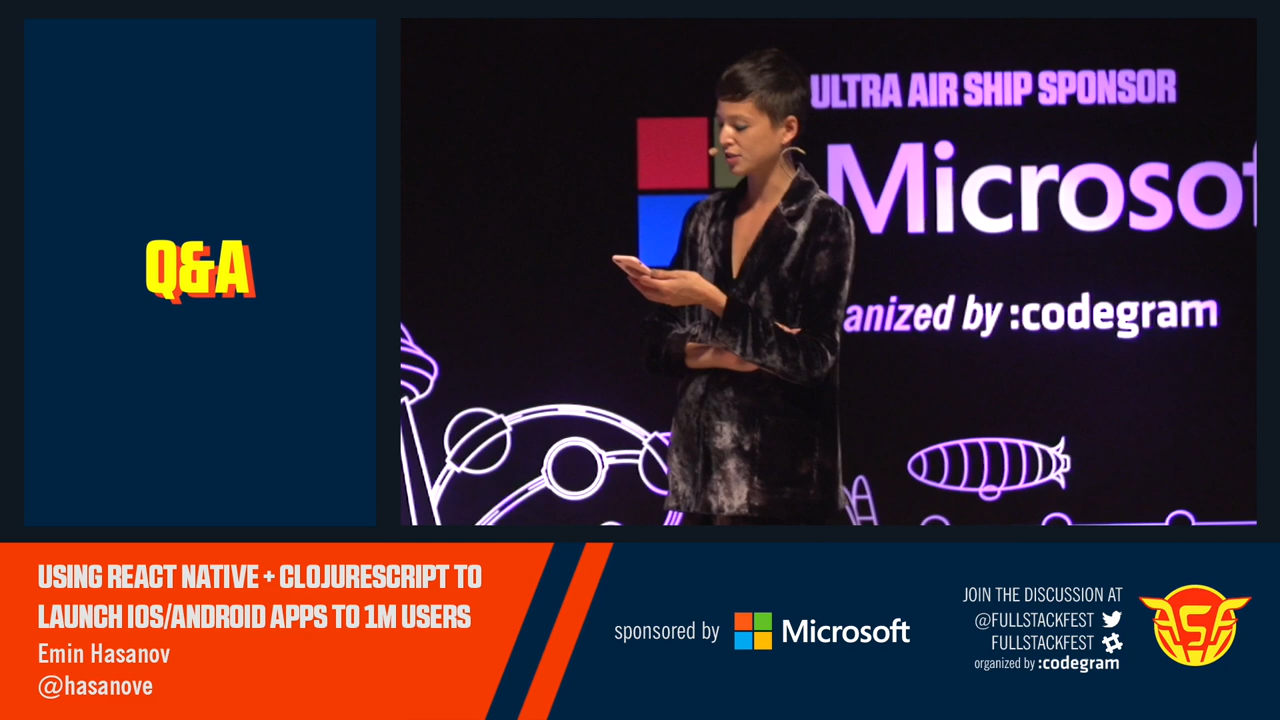 Q&A
ULTRA AIR SHIP SPONSOR
Microsof
anized by :codegram
USING REACT NATIVE + CLOJURESCRIPT TO
LAUNCH IOS/ANDROID APPS TO 1M USERS
Emin Hasanov
@hasanove
sponsored by Microsoft
JOIN THE DISCUSSION AT
@FULLSTACKFEST
FULLSTACKFEST
organized by :codegram
FSF